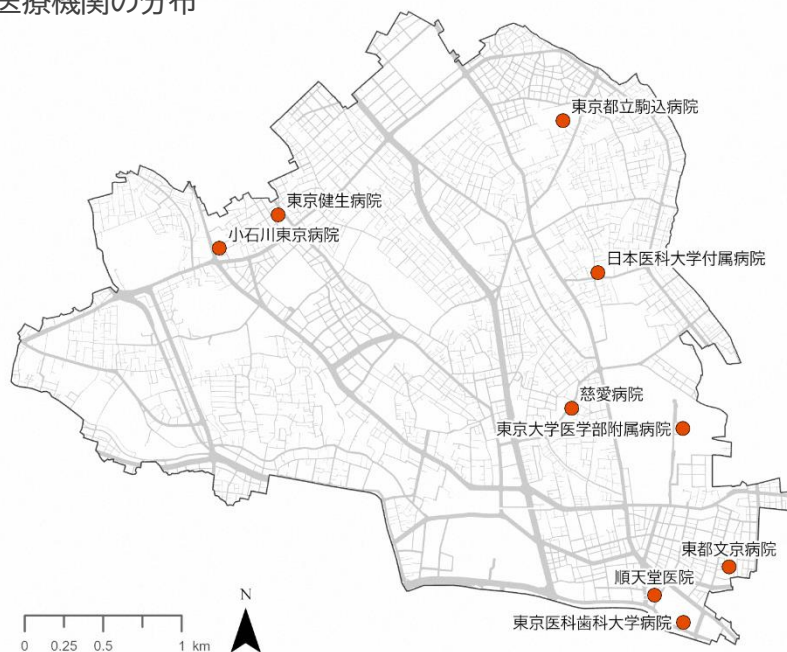 医療機関の分布
東京都立駒込病院
東京健生病院
小石川東京病院
日本医科大学付属病院
慈愛病院
東京大学医学部附属病院
東都文京病院
順天堂医院
東京医科歯科大学病院
N
0 0.25 0.5 1 km